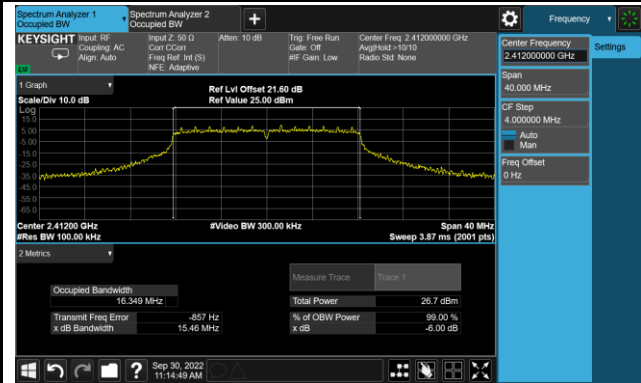 Spectrum Analyzer 1
Occupied BW
Spectrum Analyzer 2
Occupied BW
+
Frequency
KEYSIGHT
Input: RF
Coupling: AC
Align: Auto
Input Z: 50 Ω
Corr CCorr
Freq Ref: Int (S)
NFE: Adaptive
Atten: 10 dB
Trig: Free Run
Gate: Off
#IF Gain: Low
Center Freq: 2.412000000 GHz
Avg|Hold:>10/10
Radio Std: None
Center Frequency
2.412000000 GHz
Settings
Span
40.000 MHz
CF Step
4.000000 MHz
Auto
Man
Freq Offset
0 Hz
1 Graph
Scale/Div 10.0 dB
Ref Lvl Offset 21.60 dB
Ref Value 25.00 dBm
Log
15.0
5.00
-5.00
-15.0
-25.0
-35.0
-45.0
-55.0
-65.0
Center 2.41200 GHz
#Res BW 100.00 kHz
#Video BW 300.00 kHz
Span 40 MHz
Sweep 3.87 ms (2001 pts)
2 Metrics
Measure Trace
Trace 1
Occupied Bandwidth
16.349 MHz
Total Power
26.7 dBm
Transmit Freq Error
-857 Hz
% of OBW Power
99.00 %
x dB Bandwidth
15.46 MHz
x dB
-6.00 dB
?
Sep 30, 2022
11:14:49 AM